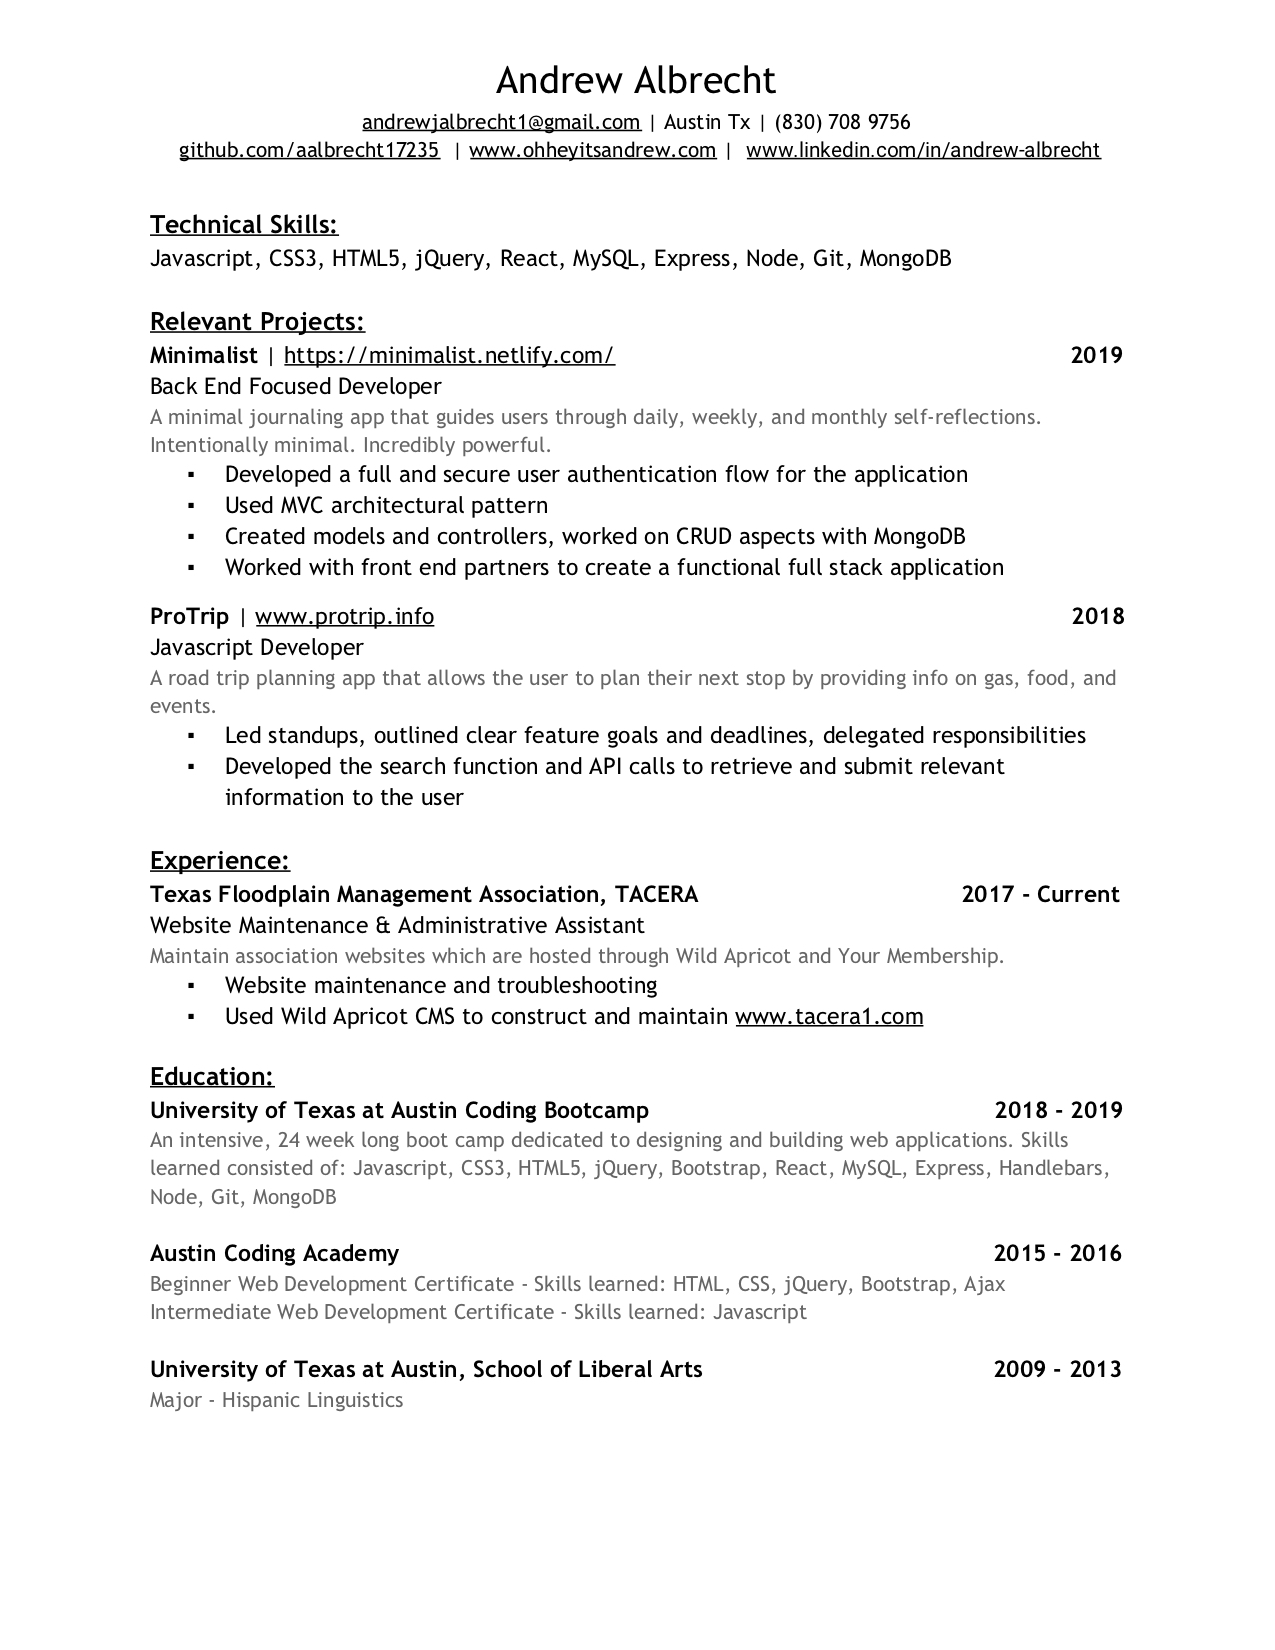 Andrew Albrecht
andrewjalbrecht1@gmail.com | Austin Tx | (830) 708 9756
github.com/aalbrecht17235 | www.ohheyitsandrew.com | www.linkedin.com/in/andrew-albrecht
Technical Skills:
Javascript, CSS3, HTML5, jQuery, React, MySQL, Express, Node, Git, MongoDB
Relevant Projects:
Minimalist | https://minimalist.netlify.com/ 2019
Back End Focused Developer
A minimal journaling app that guides users through daily, weekly, and monthly self-reflections.
Intentionally minimal. Incredibly powerful.
▪ Developed a full and secure user authentication flow for the application
▪ Used MVC architectural pattern
▪ Created models and controllers, worked on CRUD aspects with MongoDB
▪ Worked with front end partners to create a functional full stack application
ProTrip | www.protrip.info 2018
Javascript Developer
A road trip planning app that allows the user to plan their next stop by providing info on gas, food, and
events.
▪ Led standups, outlined clear feature goals and deadlines, delegated responsibilities
▪ Developed the search function and API calls to retrieve and submit relevant
information to the user
Experience:
Texas Floodplain Management Association, TACERA 2017 - Current
Website Maintenance & Administrative Assistant
Maintain association websites which are hosted through Wild Apricot and Your Membership.
▪ Website maintenance and troubleshooting
▪ Used Wild Apricot CMS to construct and maintain www.tacera1.com
Education:
University of Texas at Austin Coding Bootcamp 2018 - 2019
An intensive, 24 week long boot camp dedicated to designing and building web applications. Skills
learned consisted of: Javascript, CSS3, HTML5, jQuery, Bootstrap, React, MySQL, Express, Handlebars,
Node, Git, MongoDB
Austin Coding Academy 2015 - 2016
Beginner Web Development Certificate - Skills learned: HTML, CSS, jQuery, Bootstrap, Ajax
Intermediate Web Development Certificate - Skills learned: Javascript
University of Texas at Austin, School of Liberal Arts 2009 - 2013
Major - Hispanic Linguistics